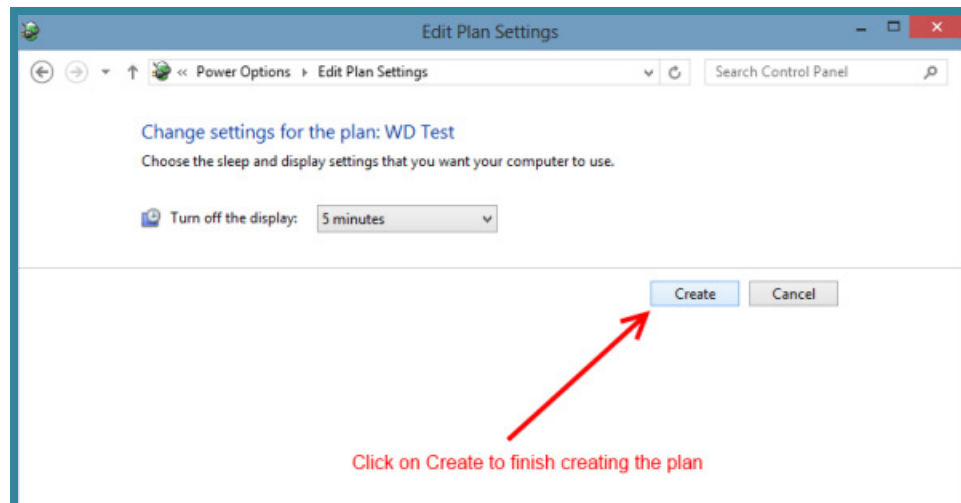 Edit Plan Settings
« Power Options Edit Plan Settings Search Control Panel
Change settings for the plan: WD Test
Choose the sleep and display settings that you want your computer to use.
Turn off the display: 5 minutes
Create Cancel
Click on Create to finish creating the plan